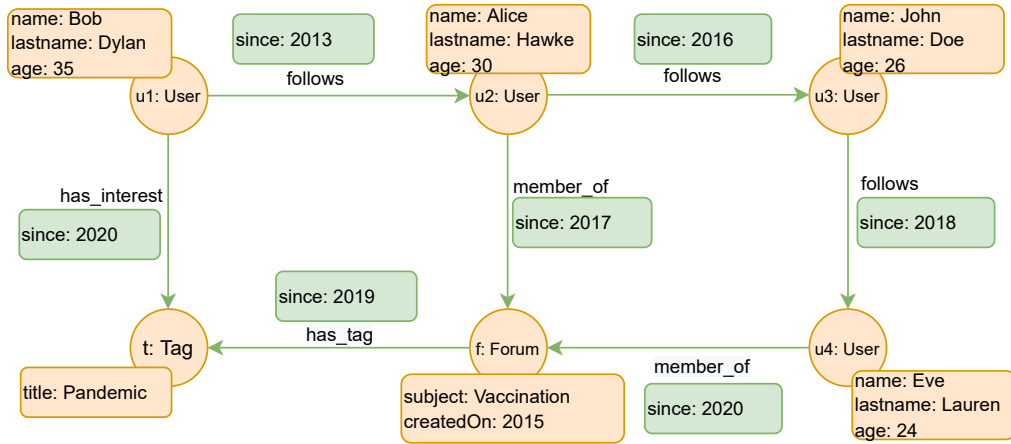 name: Bob
lastname: Dylan
age: 35
u1: User
since: 2013
follows
name: Alice
lastname: Hawke
age: 30
u2: User
since: 2016
follows
name: John
lastname: Doe
age: 26
u3: User
has_interest
since: 2020
member_of
since: 2017
follows
since: 2018
since: 2019
has_tag
t: Tag
title: Pandemic
f: Forum
subject: Vaccination
createdOn: 2015
member_of
since: 2020
u4: User
name: Eve
lastname: Lauren
age: 24